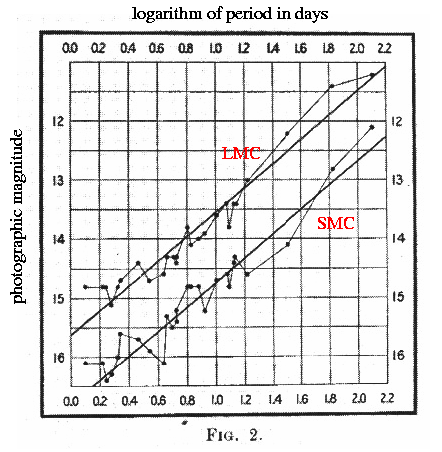 logarithm of period in days
0.0 0.2 0.4 0.6 0.8 1.0 1.2 1.4 1.6 1.8 2.0 2.2
photographic magnitude
12 12
LMC
13 13
SMC
14 14
15 15
16 16
0.0 0.2 0.4 0.6 0.8 1.0 1.2 1.4 1.6 1.8 2.0 2.2
FIG. 2.